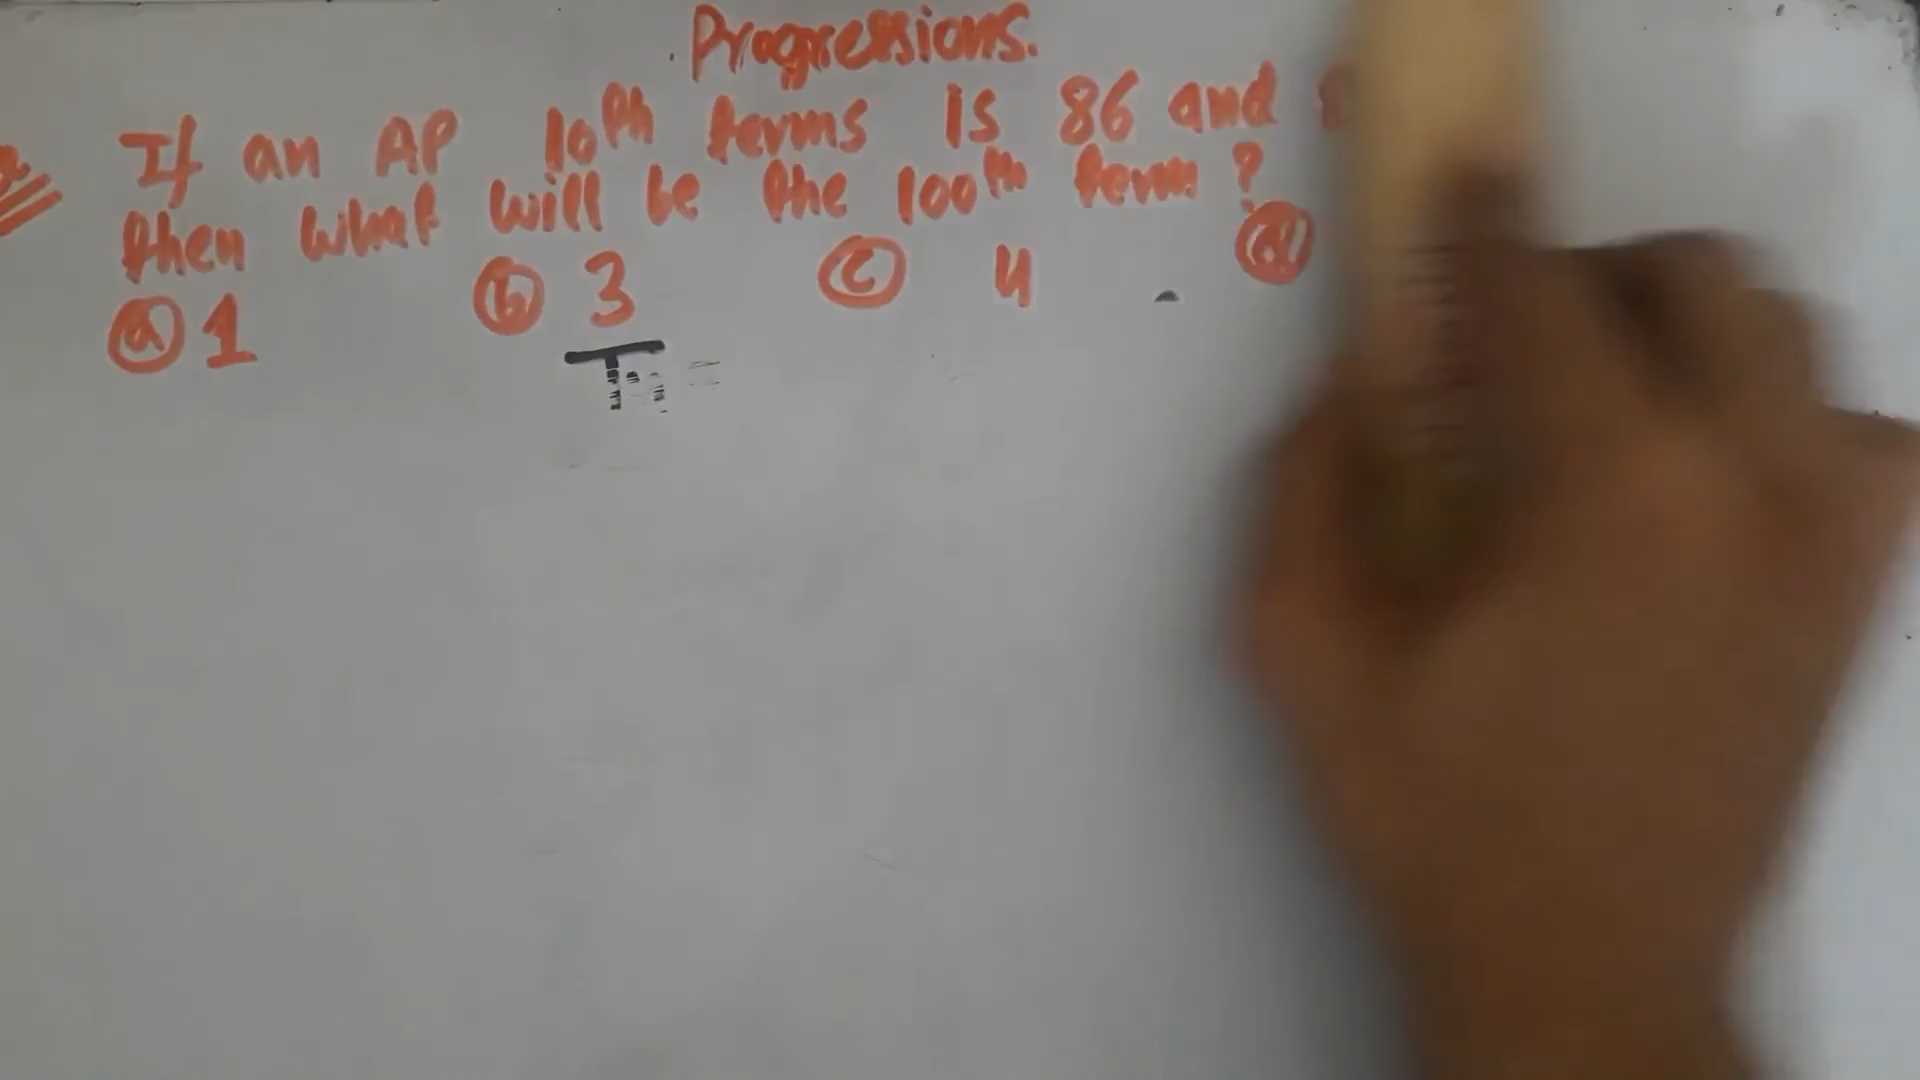 Progressions.
If an AP 10th terms is 86 and
then what will be the 100th term?
(a) 1 (b) 3 (c) 4 (d)
Tn =